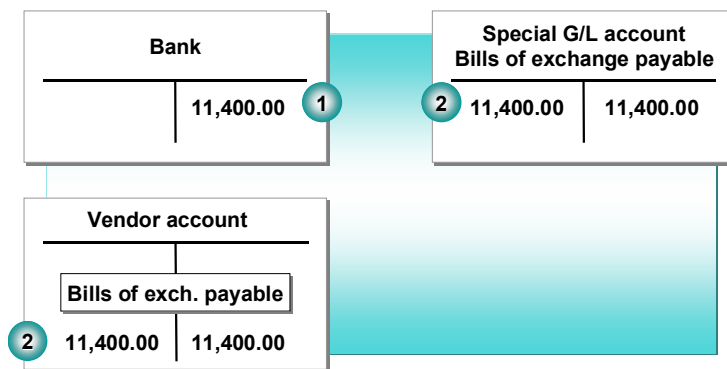 Bank
11,400.00 1
Special G/L account
Bills of exchange payable
2 11,400.00 11,400.00
Vendor account
Bills of exch. payable
2 11,400.00 11,400.00